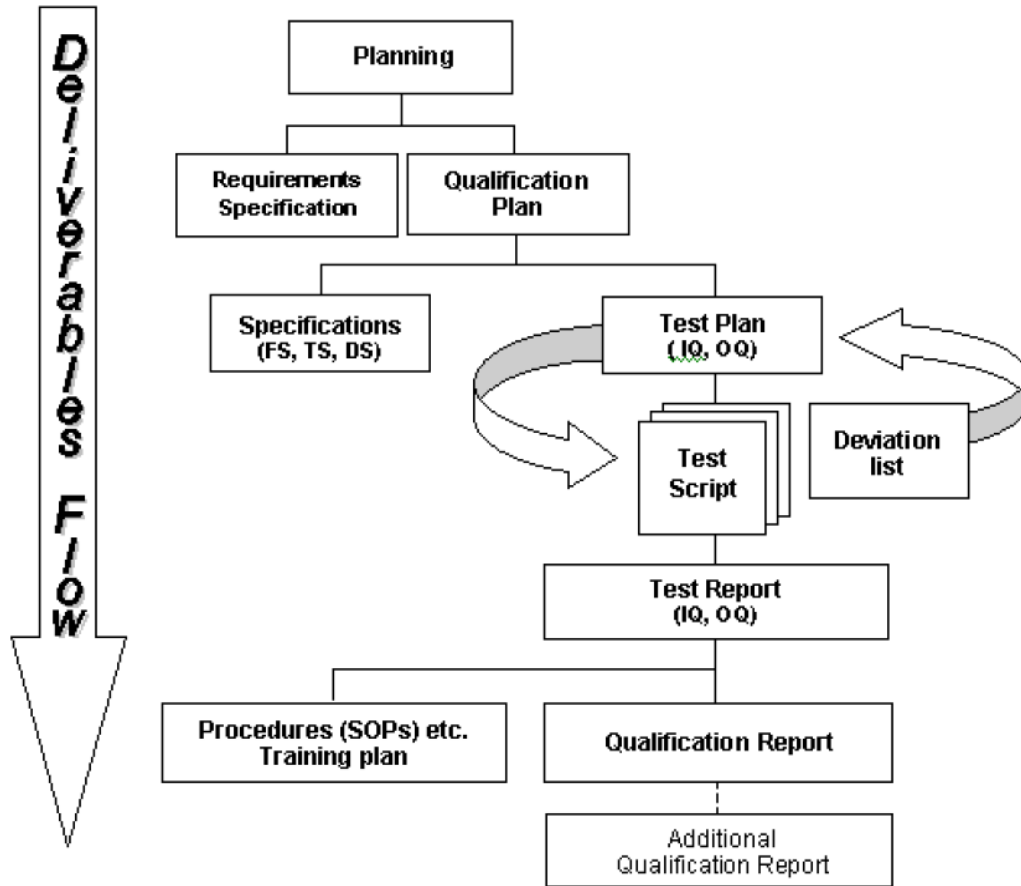 Deliverables Flow
Planning
Requirements
Specification
Qualification
Plan
Specifications
(FS, TS, DS)
Test Plan
( IQ, OQ)
Test
Script
Deviation
list
Test Report
(IQ, OQ)
Procedures (SOPs) etc.
Training plan
Qualification Report
Additional
Qualification Report